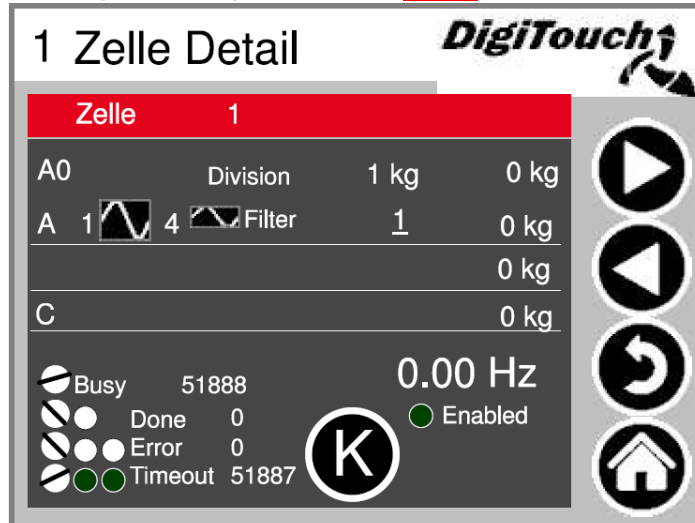 1 Zelle Detail
DigiTouch
Zelle 1
A0 Division 1 kg 0 kg
A 1 4 Filter 1 0 kg
0 kg
C 0 kg
0.00 Hz
Busy 51888
Enabled
Done 0
Error 0
Timeout 51887
K